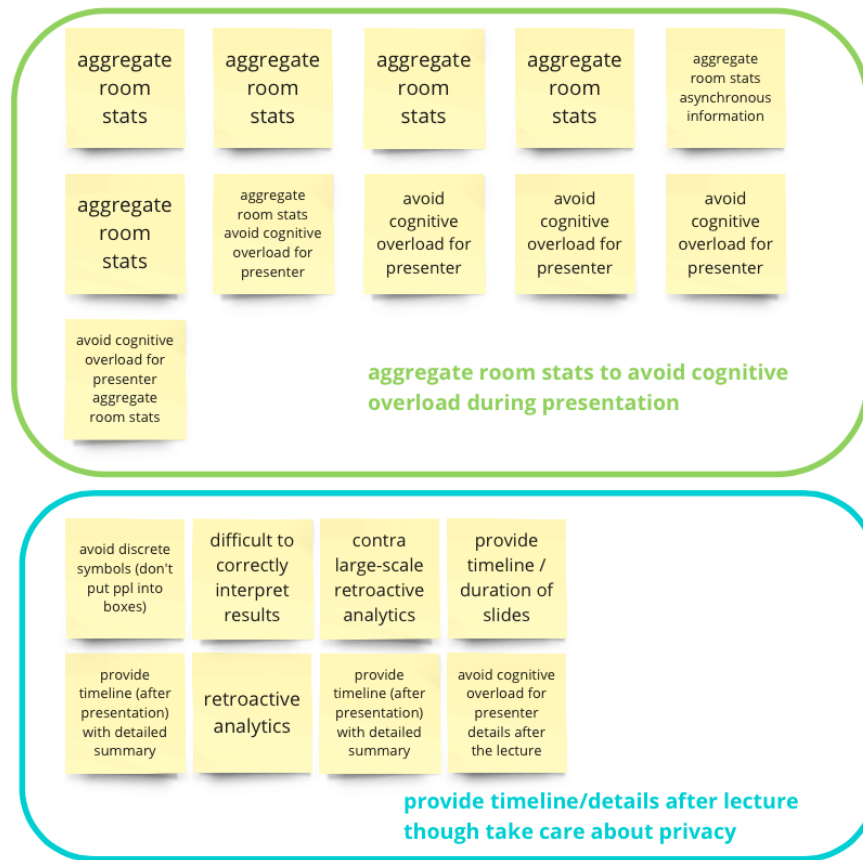 aggregate
room
stats
aggregate
room
stats
aggregate
room
stats
aggregate
room
stats
aggregate
room stats
asynchronous
information
aggregate
room
stats
aggregate
room stats
avoid cognitive
overload for
presenter
avoid
cognitive
overload for
presenter
avoid
cognitive
overload for
presenter
avoid
cognitive
overload for
presenter
avoid cognitive
overload for
presenter
aggregate
room stats
aggregate room stats to avoid cognitive
overload during presentation
avoid discrete
symbols (don't
put ppl into
boxes)
difficult to
correctly
interpret
results
contra
large-scale
retroactive
analytics
provide
timeline /
duration of
slides
provide
timeline (after
presentation)
with detailed
summary
retroactive
analytics
provide
timeline (after
presentation)
with detailed
summary
avoid cognitive
overload for
presenter
details after
the lecture
provide timeline/details after lecture
though take care about privacy